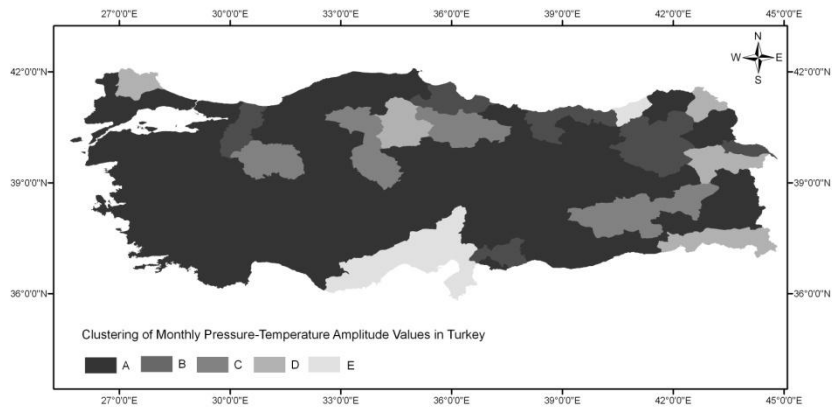 27°0'0"E 30°0'0"E 33°0'0"E 36°0'0"E 39°0'0"E 42°0'0"E 45°0'0"E
N
W E
S
42°0'0"N 42°0'0"N
39°0'0"N 39°0'0"N
36°0'0"N 36°0'0"N
Clustering of Monthly Pressure-Temperature Amplitude Values in Turkey
A B C D E
27°0'0"E 30°0'0"E 33°0'0"E 36°0'0"E 39°0'0"E 42°0'0"E 45°0'0"E